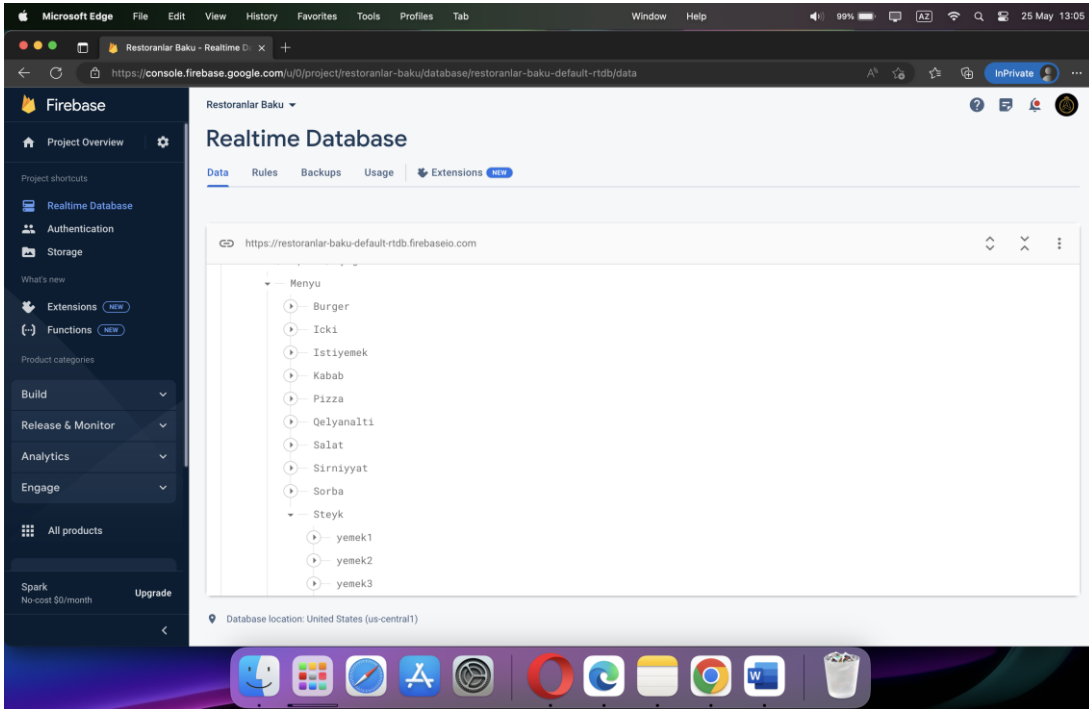 Microsoft Edge File Edit View History Favorites Tools Profiles Tab Window Help 99% AZ 25 May 13:05
Restoranlar Baku - Realtime D
https://console.firebase.google.com/u/0/project/restoranlar-baku/database/restoranlar-baku-default-rtdb/data InPrivate
Firebase
Project Overview
Project shortcuts
Realtime Database
Authentication
Storage
What's new
Extensions NEW
Functions NEW
Product categories
Build
Release & Monitor
Analytics
Engage
All products
Spark
No-cost $0/month
Upgrade
Restoranlar Baku
Realtime Database
Data Rules Backups Usage Extensions NEW
https://restoranlar-baku-default-rtdb.firebaseio.com
Menyu
Burger
Icki
Istiyemek
Kabab
Pizza
Qelyanalti
Salat
Sirniyyat
Sorba
Steyk
yemek1
yemek2
yemek3
Database location: United States (us-central1)